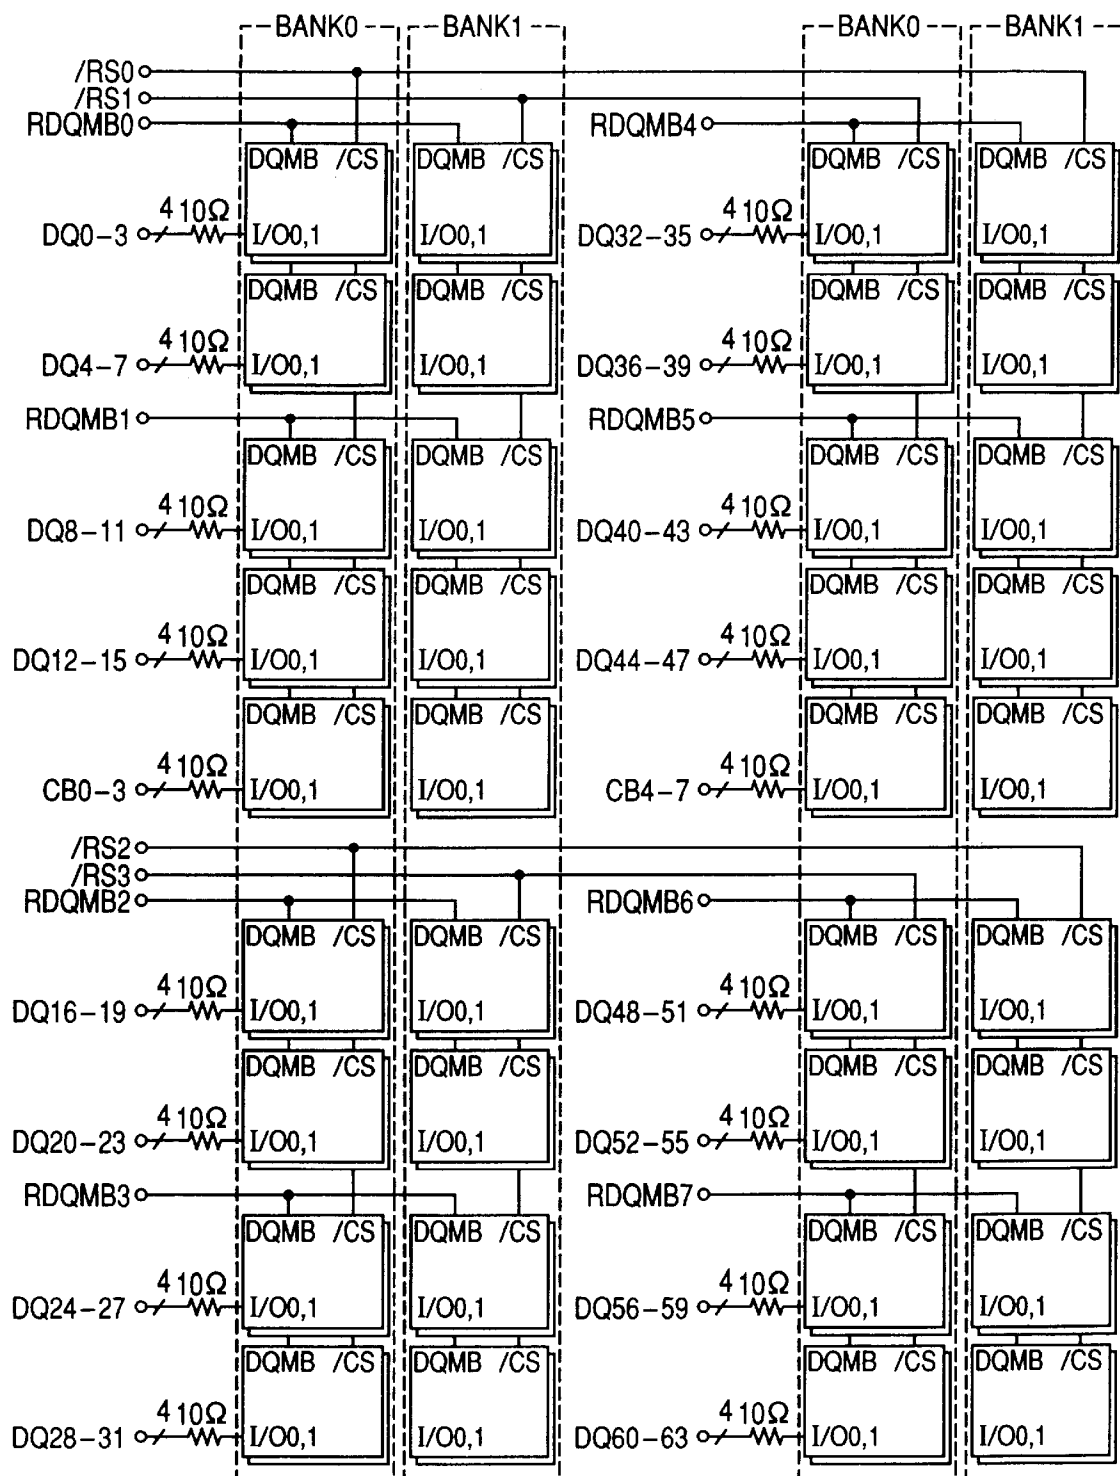 BANK0 BANK1 BANK0 BANK1
/RS0
/RS1
RDQMB0 RDQMB4
DQMB /CS DQMB /CS DQMB /CS DQMB /CS
4 10Ω 4 10Ω
DQ0-3 I/O0,1 I/O0,1 DQ32-35 I/O0,1 I/O0,1
DQMB /CS DQMB /CS DQMB /CS DQMB /CS
4 10Ω 4 10Ω
DQ4-7 I/O0,1 I/O0,1 DQ36-39 I/O0,1 I/O0,1
RDQMB1 RDQMB5
DQMB /CS DQMB /CS DQMB /CS DQMB /CS
4 10Ω 4 10Ω
DQ8-11 I/O0,1 I/O0,1 DQ40-43 I/O0,1 I/O0,1
DQMB /CS DQMB /CS DQMB /CS DQMB /CS
4 10Ω 4 10Ω
DQ12-15 I/O0,1 I/O0,1 DQ44-47 I/O0,1 I/O0,1
DQMB /CS DQMB /CS DQMB /CS DQMB /CS
4 10Ω 4 10Ω
CB0-3 I/O0,1 I/O0,1 CB4-7 I/O0,1 I/O0,1
/RS2
/RS3
RDQMB2 RDQMB6
DQMB /CS DQMB /CS DQMB /CS DQMB /CS
4 10Ω 4 10Ω
DQ16-19 I/O0,1 I/O0,1 DQ48-51 I/O0,1 I/O0,1
DQMB /CS DQMB /CS DQMB /CS DQMB /CS
4 10Ω 4 10Ω
DQ20-23 I/O0,1 I/O0,1 DQ52-55 I/O0,1 I/O0,1
RDQMB3 RDQMB7
DQMB /CS DQMB /CS DQMB /CS DQMB /CS
4 10Ω 4 10Ω
DQ24-27 I/O0,1 I/O0,1 DQ56-59 I/O0,1 I/O0,1
DQMB /CS DQMB /CS DQMB /CS DQMB /CS
4 10Ω 4 10Ω
DQ28-31 I/O0,1 I/O0,1 DQ60-63 I/O0,1 I/O0,1